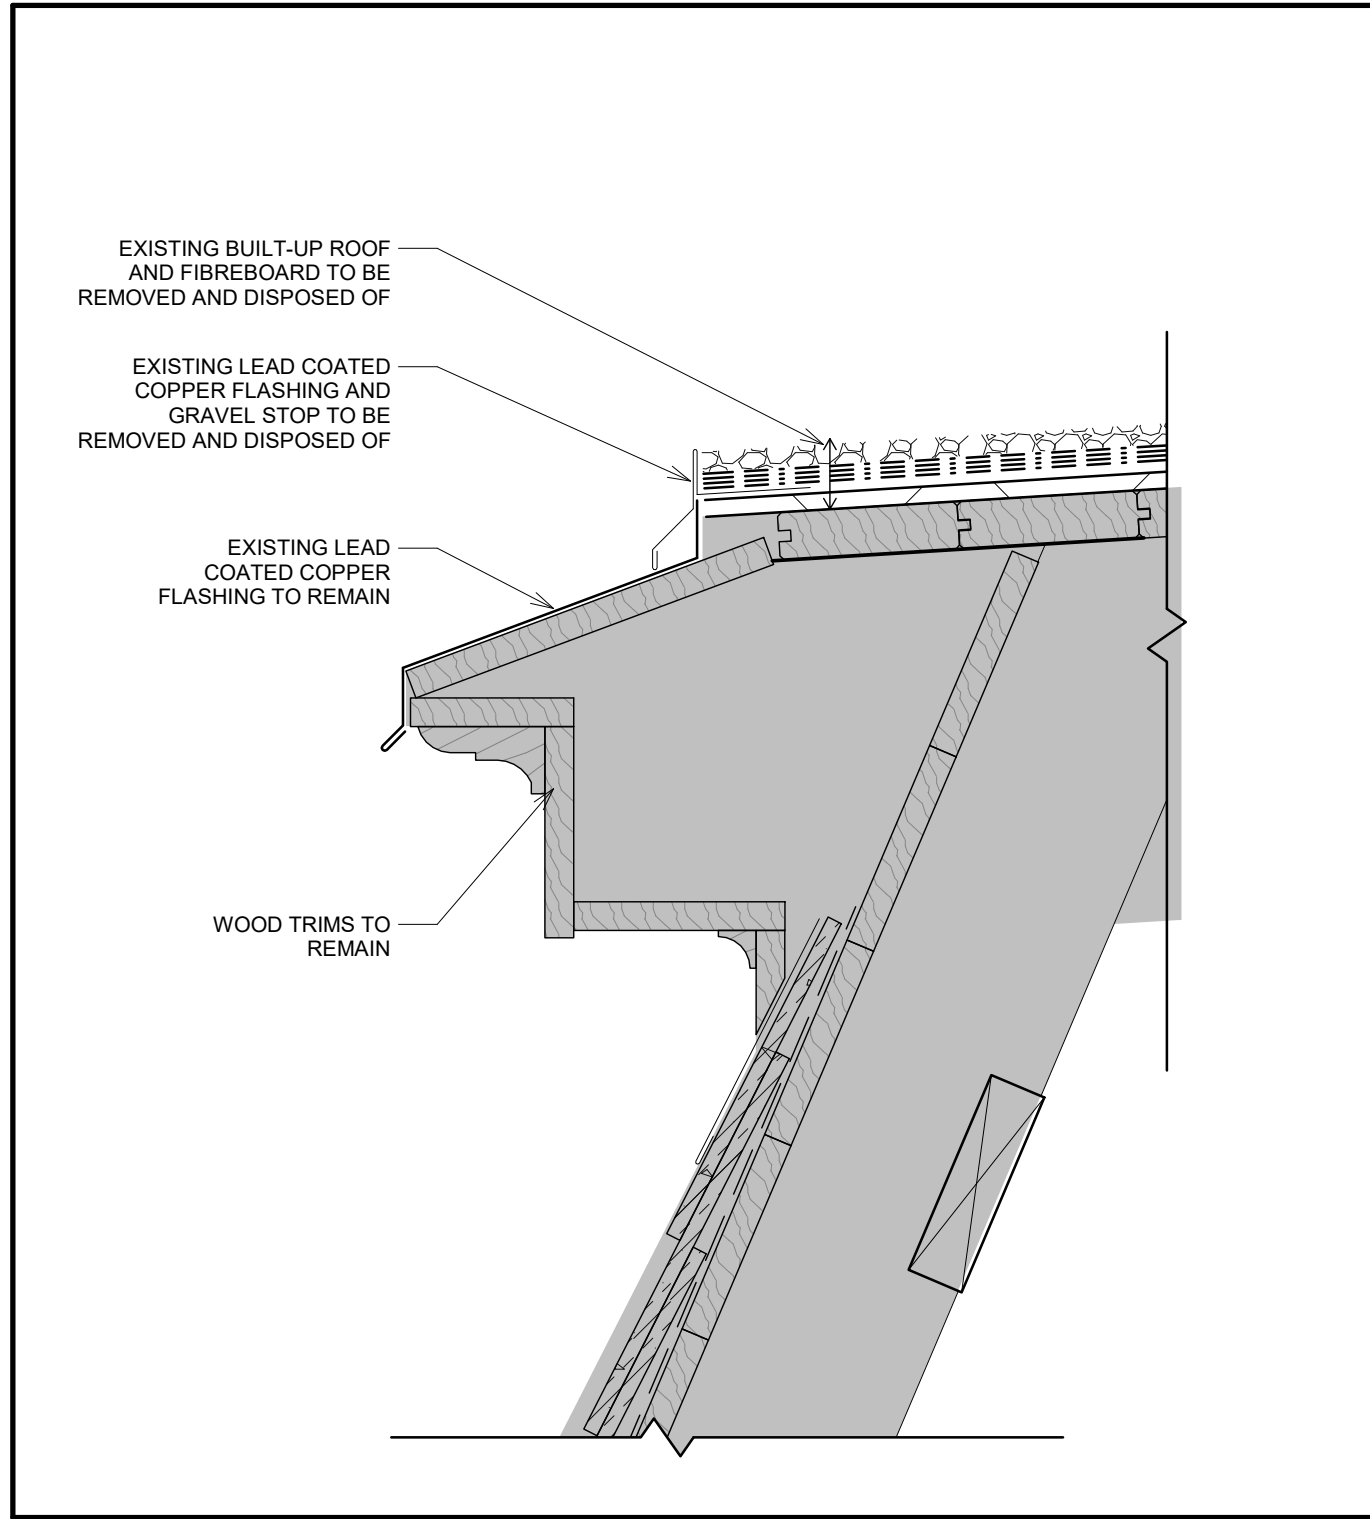 EXISTING BUILT-UP ROOF
AND FIBREBOARD TO BE
REMOVED AND DISPOSED OF
EXISTING LEAD COATED
COPPER FLASHING AND
GRAVEL STOP TO BE
REMOVED AND DISPOSED OF
EXISTING LEAD
COATED COPPER
FLASHING TO REMAIN
WOOD TRIMS TO
REMAIN